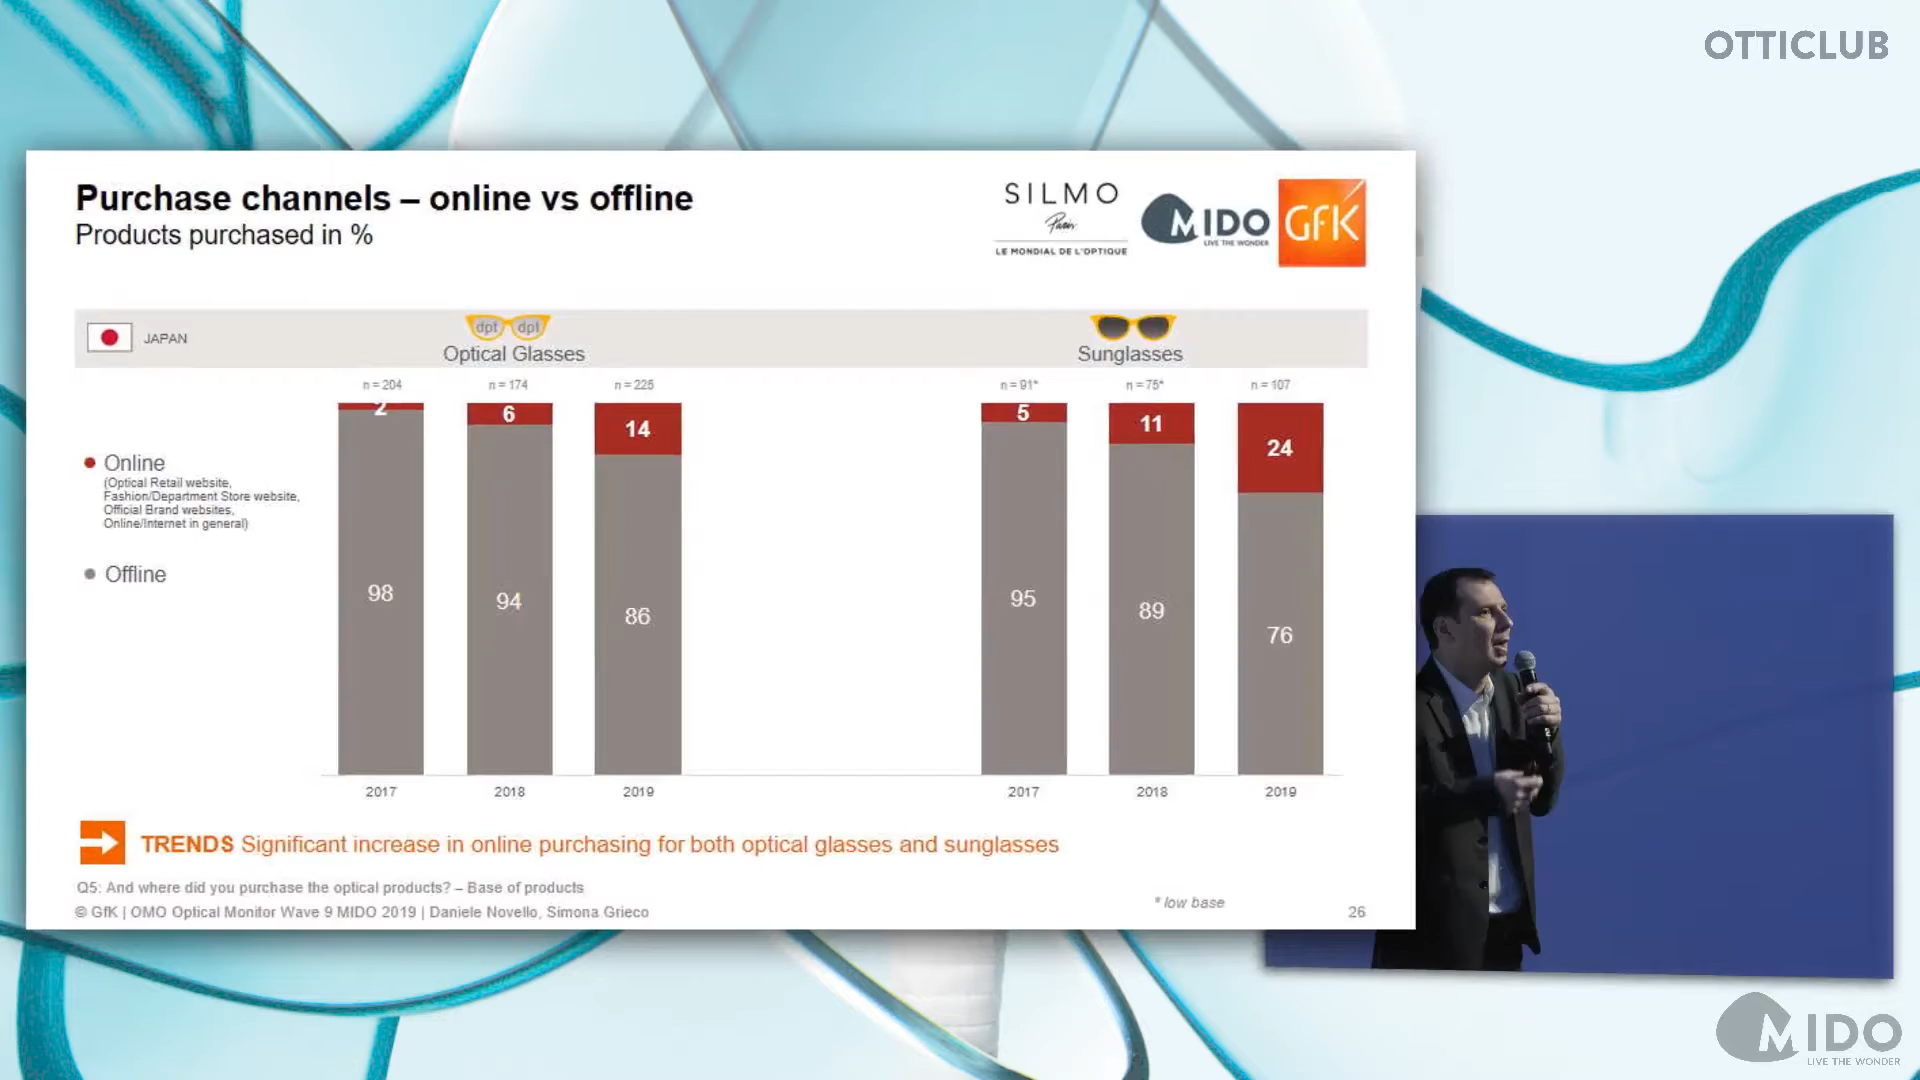 OTTICLUB
Purchase channels – online vs offline
Products purchased in %
SILMO
Paris
LE MONDIAL DE L'OPTIQUE
MIDO
LIVE THE WONDER
GFK
JAPAN
dpt dpt
Optical Glasses
Sunglasses
n = 204
n = 174
n = 225
n = 91*
n = 75*
n = 107
2
6
14
5
11
24
Online
(Optical Retail website,
Fashion/Department Store website,
Official Brand websites,
Online/Internet in general)
Offline
98
94
86
95
89
76
2017
2018
2019
2017
2018
2019
TRENDS Significant increase in online purchasing for both optical glasses and sunglasses
Q5: And where did you purchase the optical products? – Base of products
© GfK | OMO Optical Monitor Wave 9 MIDO 2019 | Daniele Novello, Simona Grieco
* low base
26
MIDO
LIVE THE WONDER